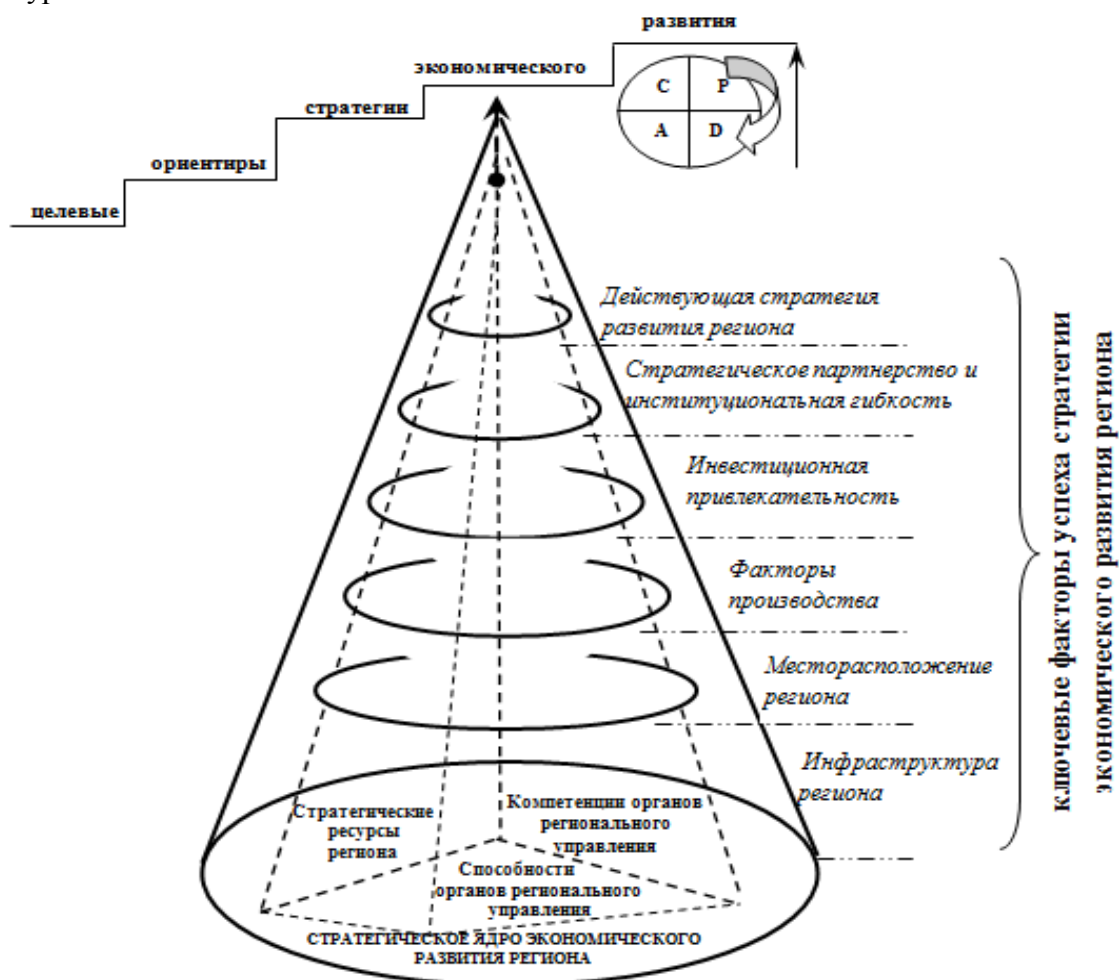 развития
экономического
стратегии
ориентиры
целевые
C P
A D
Действующая стратегия
развития региона
Стратегическое партнерство и
институциональная гибкость
Инвестиционная
привлекательность
Факторы
производства
Месторасположение
региона
Инфраструктура
региона
ключевые факторы успеха стратегии
экономического развития региона
Стратегические
ресурсы
региона
Компетенции органов
регионального
управления
Способности
органов регионального
управления
СТРАТЕГИЧЕСКОЕ ЯДРО ЭКОНОМИЧЕСКОГО
РАЗВИТИЯ РЕГИОНА